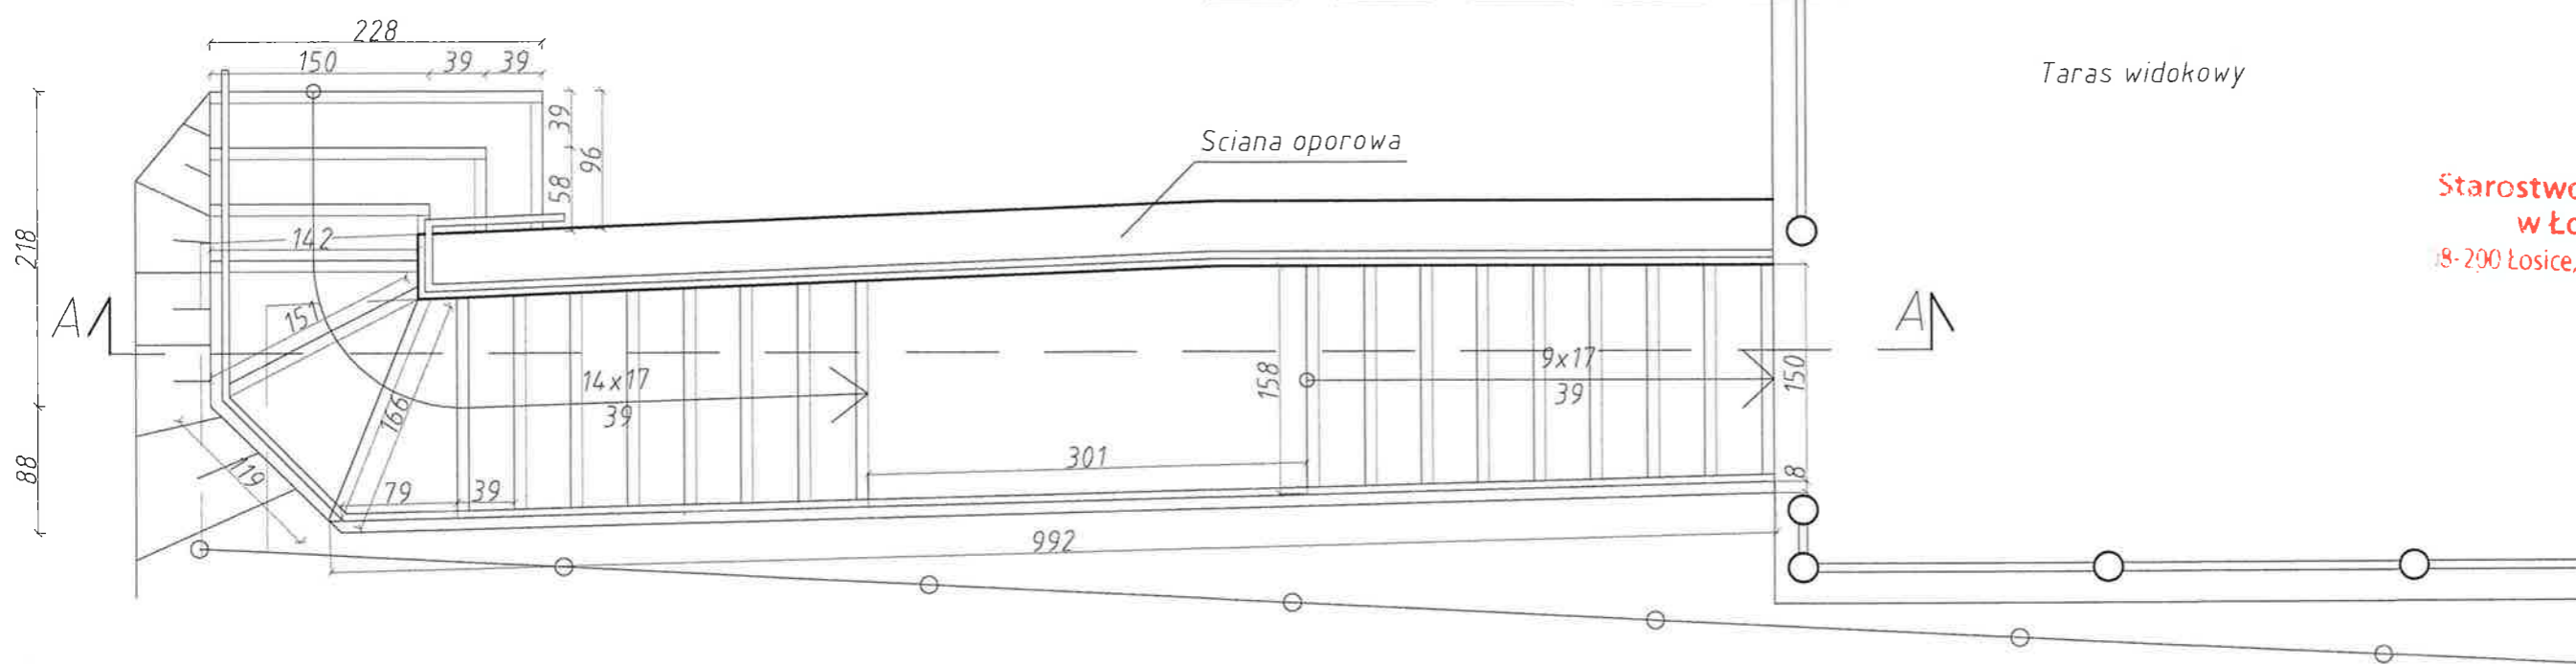 228
150
39
39
Taras widokowy
39
58
96
Sciana oporowa
Starostwo
w Ło
8-200 Łosice,
218
142
151
A
A
14x17
39
166
158
9x17
39
150
301
8
88
119
79
39
992